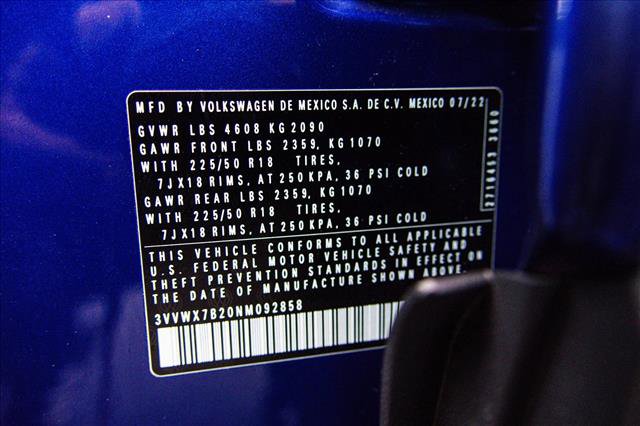 MFD BY VOLKSWAGEN DE MEXICO S.A. DE C.V. MEXICO 07/22
GVWR LBS 4608 KG 2090
GAWR FRONT LBS 2359, KG 1070
WITH 225/50 R18 TIRES,
7JX18 RIMS, AT 250 KPA, 36 PSI COLD
GAWR REAR LBS 2359, KG 1070
WITH 225/50 R18 TIRES,
7JX18 RIMS, AT 250 KPA, 36 PSI COLD
THIS VEHICLE CONFORMS TO ALL APPLICABLE
U.S. FEDERAL MOTOR VEHICLE SAFETY AND
THEFT PREVENTION STANDARDS IN EFFECT ON
THE DATE OF MANUFACTURE SHOWN ABOVE.
3VVWX7B20NM092858
3660